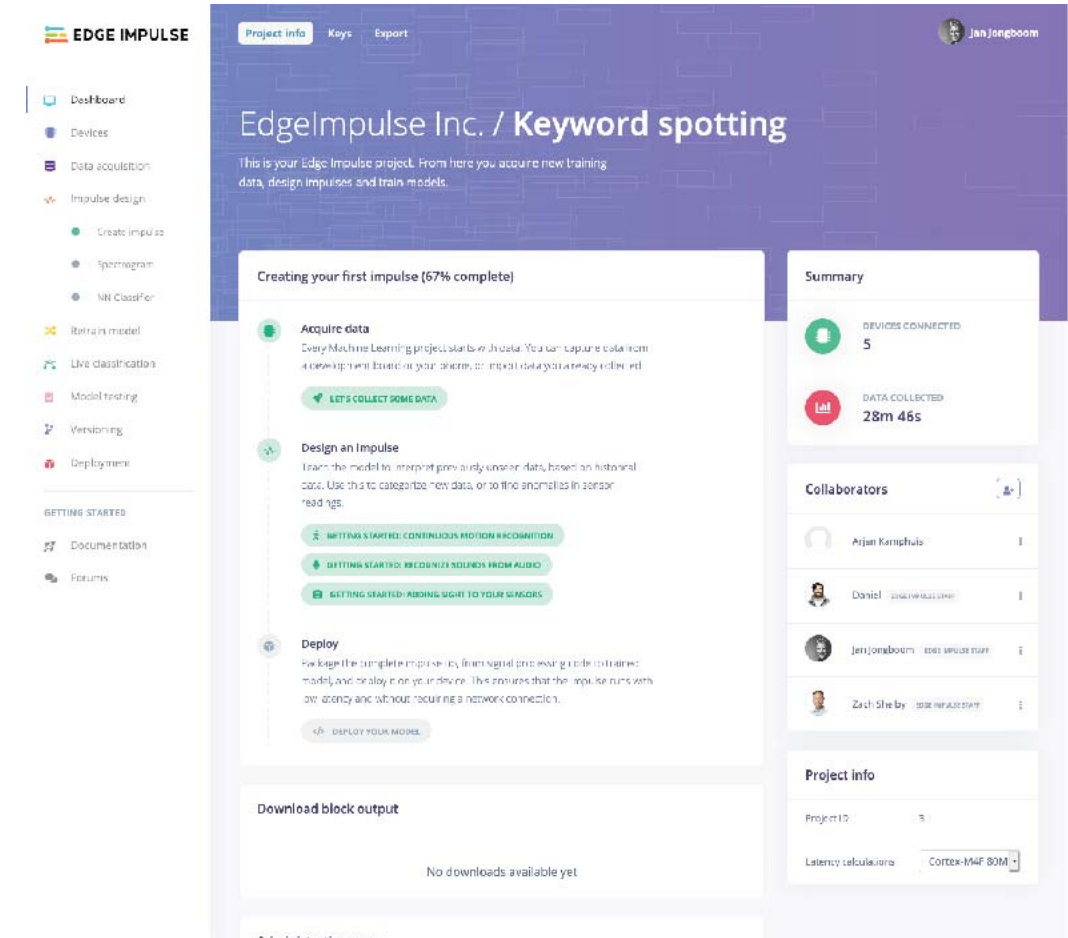 EDGE IMPULSE
Dashboard
Devices
Data acquisition
Impulse design
Create impulse
Spectrogram
NN Classifier
Retrain model
Live classification
Model testing
Versioning
Deployment
GETTING STARTED
Documentation
Forums
Project info Keys Export
Jan Jongboom
EdgeImpulse Inc. / Keyword spotting
This is your Edge Impulse project. From here you acquire new training
data, design impulses and train models.
Creating your first impulse (67% complete)
Acquire data
Every Machine Learning project starts with data. You can capture data from
a development board or your phone, or import data you already collected.
LET'S COLLECT SOME DATA
Design an impulse
Teach the model to interpret previously unseen data, based on historical
data. Use this to categorize new data, or to find anomalies in sensor
readings.
GETTING STARTED: CONTINUOUS MOTION RECOGNITION
GETTING STARTED: RECOGNIZE SOUNDS FROM AUDIO
GETTING STARTED: ADDING SIGHT TO YOUR SENSORS
Deploy
Package the complete impulse up, from signal processing code to trained
model, and deploy it on your device. This ensures that the impulse runs with
low latency and without requiring a network connection.
</> DEPLOY YOUR MODEL
Download block output
No downloads available yet
Summary
DEVICES CONNECTED
5
DATA COLLECTED
28m 46s
Collaborators
Arjan Kamphuis
Daniel EDGE IMPULSE STAFF
Jan Jongboom EDGE IMPULSE STAFF
Zach Shelby EDGE IMPULSE STAFF
Project info
Project ID 3
Latency calculations Cortex-M4F 80M